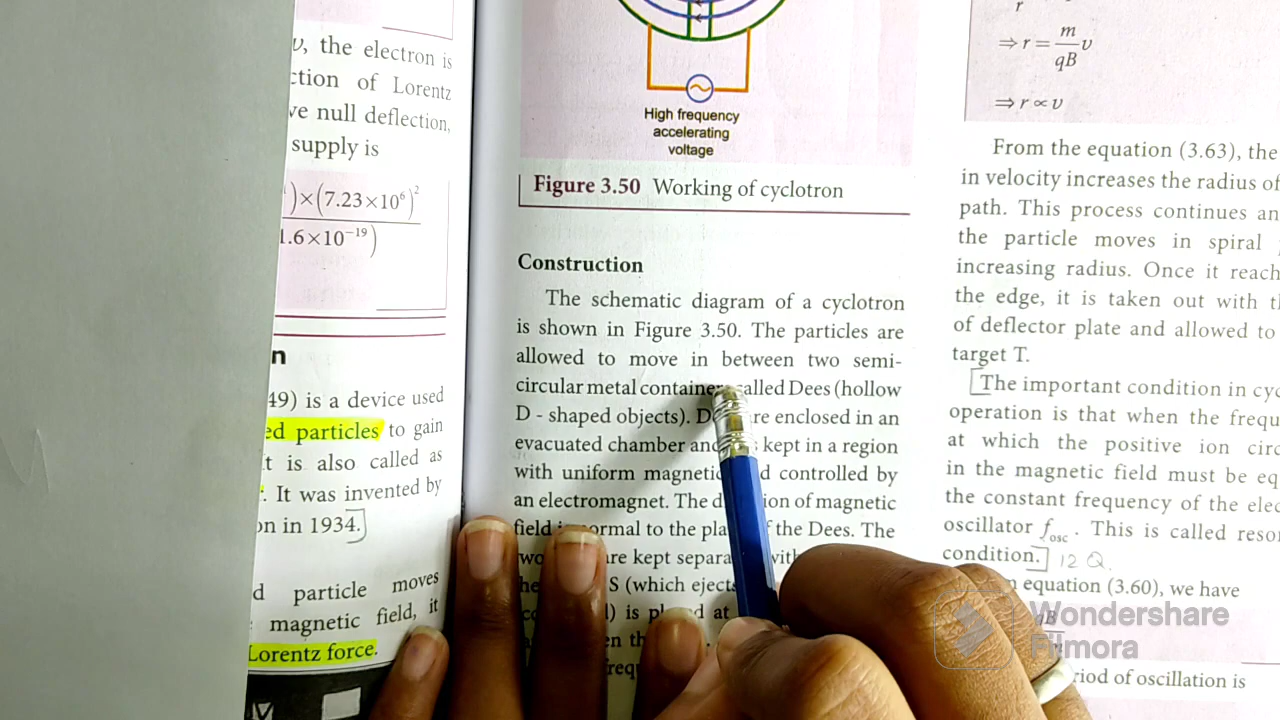 υ, the electron is
ction of Lorentz
ve null deflection,
supply is
)×(7.23×10⁶)²
1.6×10⁻¹⁹)
n
49) is a device used
ed particles to gain
It is also called as
. It was invented by
on in 1934.
d particle moves
magnetic field, it
Lorentz force.
High frequency
accelerating
voltage
Figure 3.50 Working of cyclotron
Construction
The schematic diagram of a cyclotron
is shown in Figure 3.50. The particles are
allowed to move in between two semi-
circular metal containers called Dees (hollow
D - shaped objects). are enclosed in an
evacuated chamber and kept in a region
with uniform magnetic controlled by
an electromagnet. The of magnetic
field normal to the the Dees. The
are kept
S (which
is at
r
⇒ r = m/qB υ
⇒ r ∝ υ
From the equation (3.63), the
in velocity increases the radius of
path. This process continues an
the particle moves in spiral
increasing radius. Once it reach
the edge, it is taken out with th
of deflector plate and allowed to
target T.
The important condition in cyc
operation is that when the frequ
at which the positive ion circ
in the magnetic field must be eq
the constant frequency of the elec
oscillator fosc. This is called reso
condition. 12 Q.
equation (3.60), we have
qB
riod of oscillation is
Wondershare
Filmora